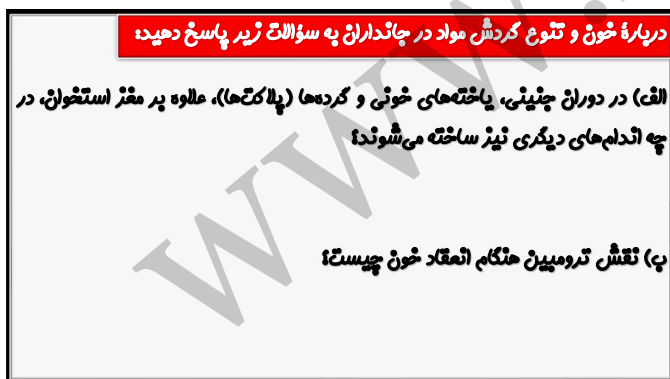 دربارهٔ خون و تنوع گردش مواد در جانداران به سؤالات زیر پاسخ دهید:
الف) در دوران جنینی، یاخته‌های خونی و گرده‌ها (پلاکت‌ها)، علاوه بر مغز استخوان، در
چه اندام‌های دیگری نیز ساخته می‌شوند؟
ب) نقش ترومبین هنگام انعقاد خون چیست؟
www.